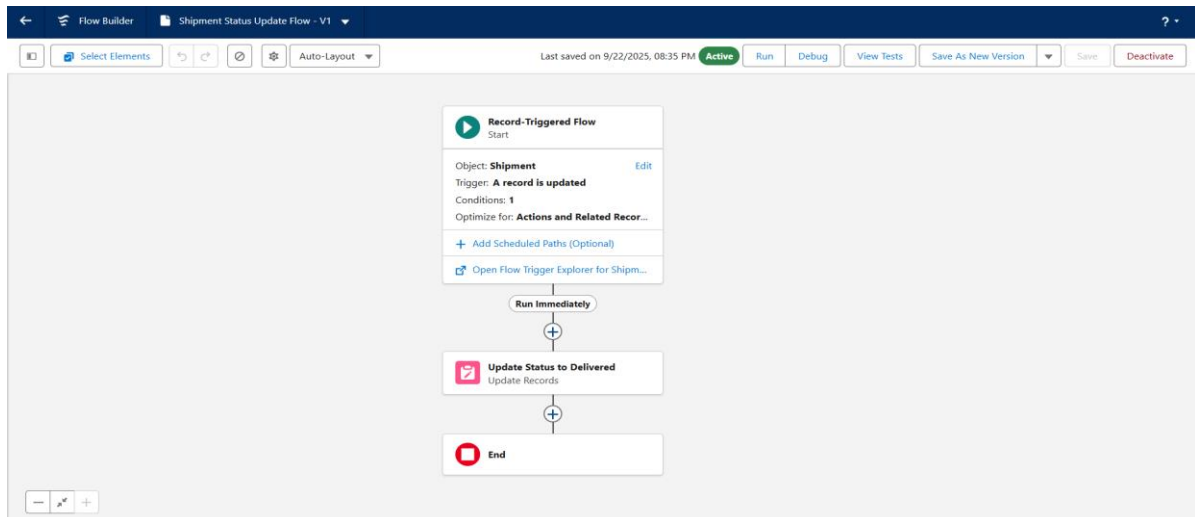 Flow Builder Shipment Status Update Flow - V1 ?
Select Elements Auto-Layout Last saved on 9/22/2025, 08:35 PM Active Run Debug View Tests Save As New Version Save Deactivate
Record-Triggered Flow
Start
Object: Shipment Edit
Trigger: A record is updated
Conditions: 1
Optimize for: Actions and Related Recor...
+ Add Scheduled Paths (Optional)
Open Flow Trigger Explorer for Shipm...
Run Immediately
Update Status to Delivered
Update Records
End